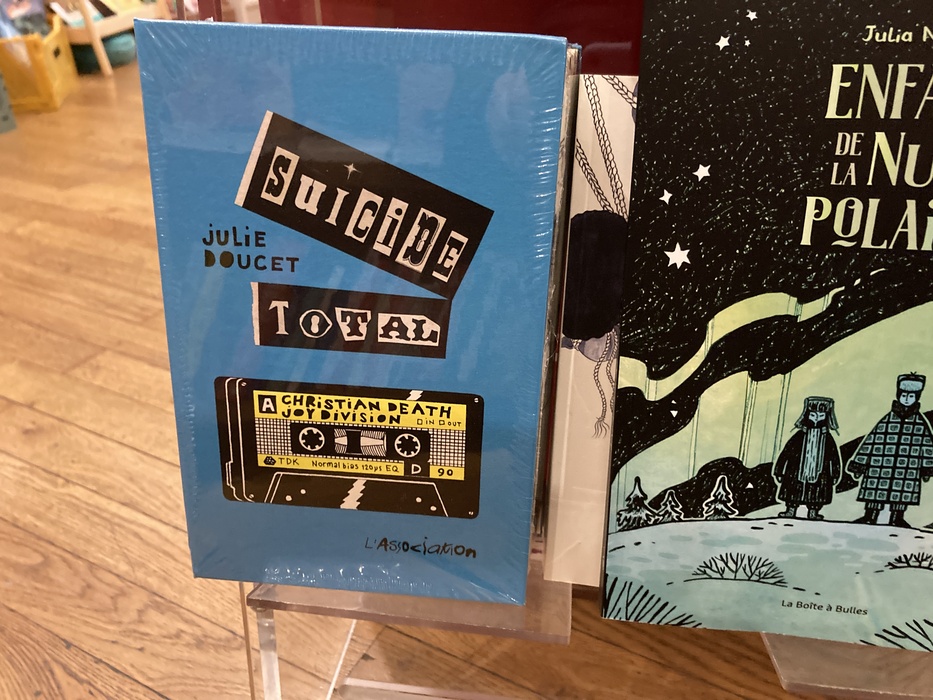 SUICIDE
JULIE
DOUCET
TOTAL
A CHRISTIAN DEATH
JOY DIVISION
IN OUT
TDK Normal bias 120µs EQ D 90
L'ASSOCIATION
Julia
ENFA
DE
LA NU
POLAI
La Boîte à Bulles